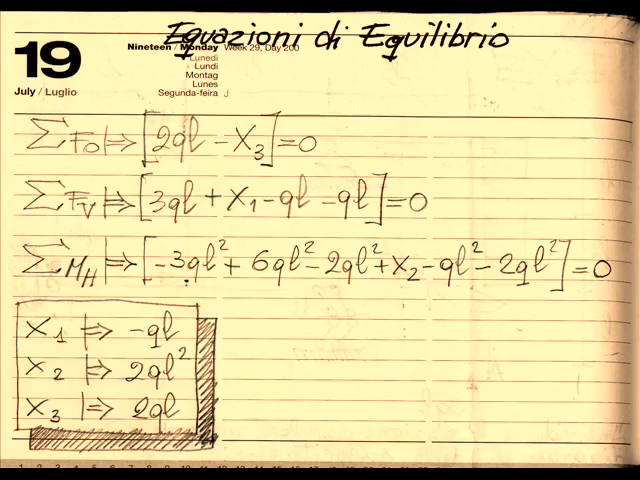 Equazioni di Equilibrio
19
Nineteen / Monday Week 29, Day 200
Lunedi
Lundi
Montag
Lunes
Segunda-feira J
July / Luglio
ΣF₀ |⇒ [2ql - X₃] = 0
ΣF_V |⇒ [3ql + X₁ - ql - ql] = 0
ΣM_H |⇒ [-3ql² + 6ql² - 2ql² + X₂ - ql² - 2ql²] = 0
X₁ |⇒ -ql
X₂ |⇒ 2ql²
X₃ |⇒ 2ql